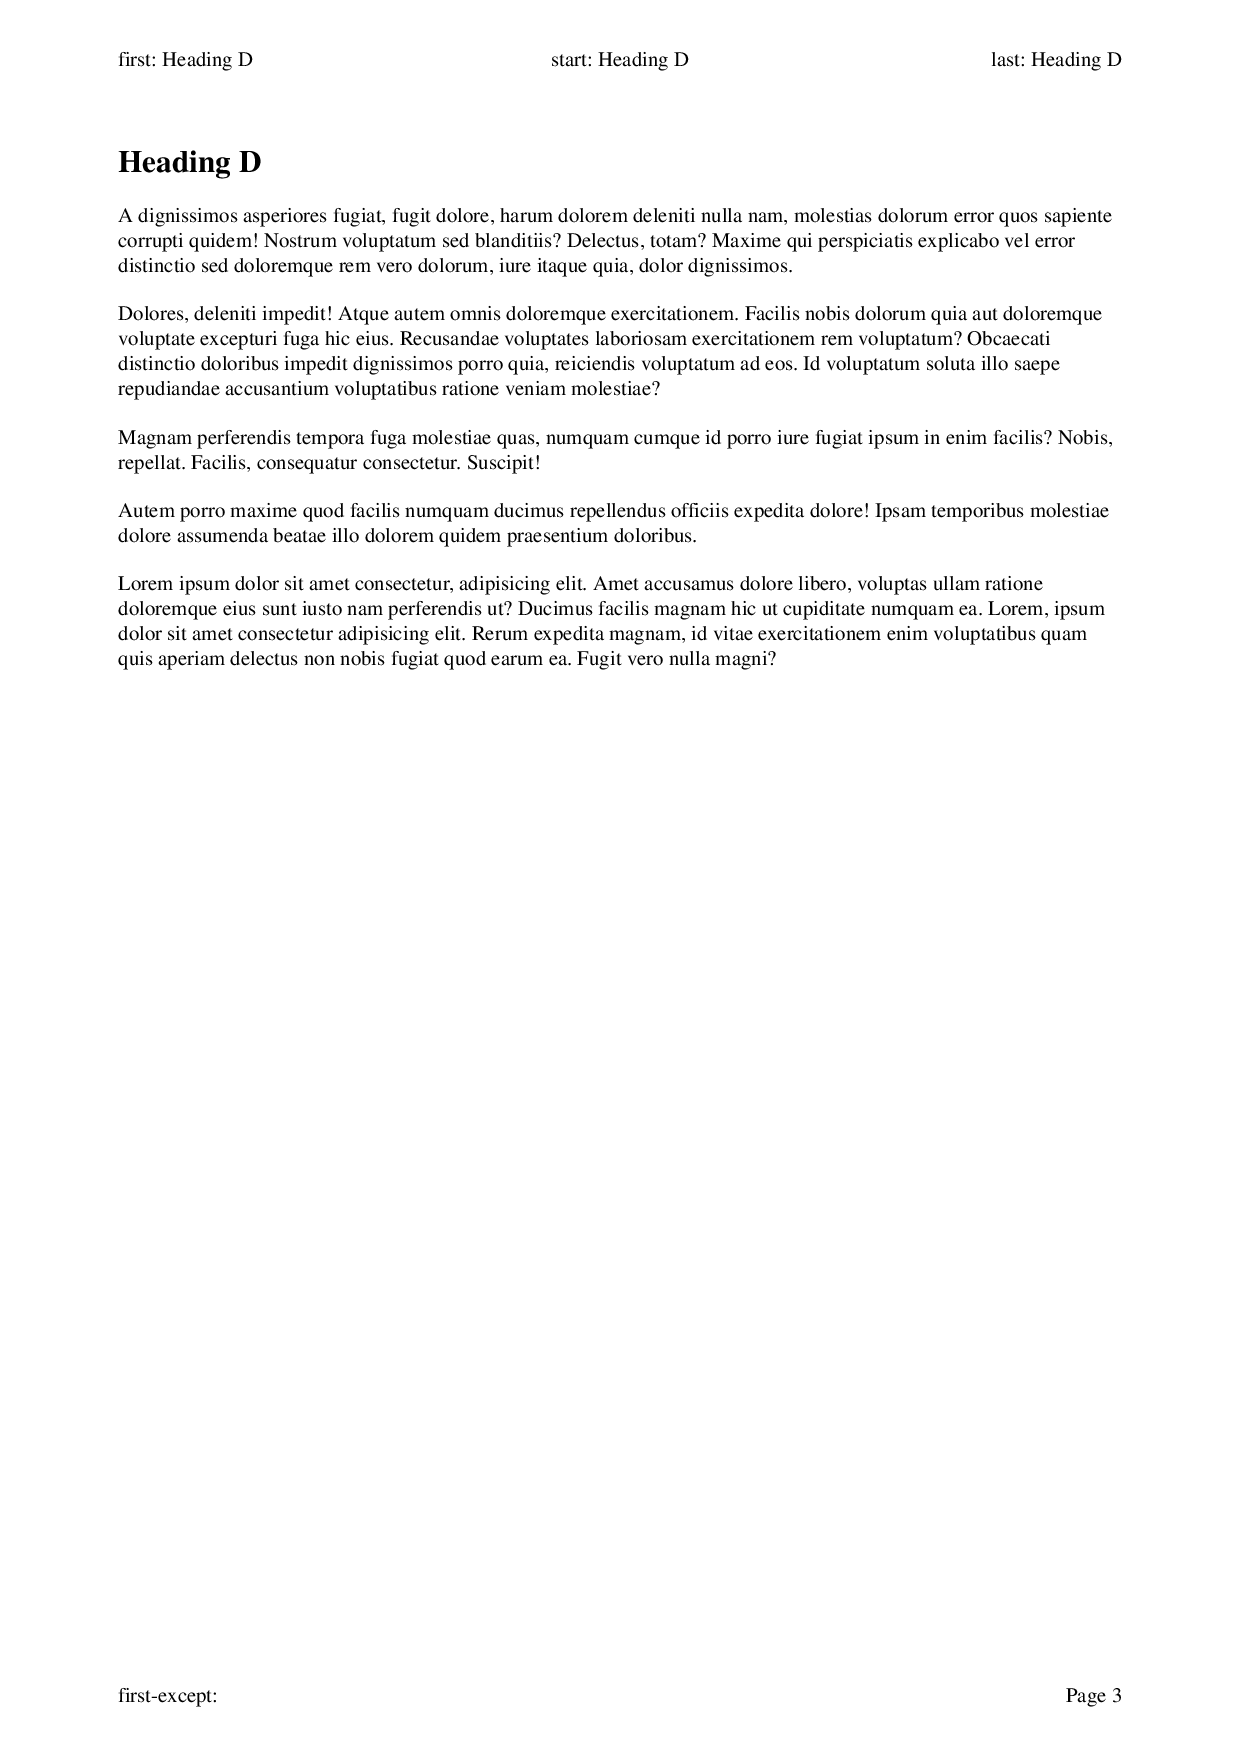 first: Heading D start: Heading D last: Heading D
Heading D
A dignissimos asperiores fugiat, fugit dolore, harum dolorem deleniti nulla nam, molestias dolorum error quos sapiente
corrupti quidem! Nostrum voluptatum sed blanditiis? Delectus, totam? Maxime qui perspiciatis explicabo vel error
distinctio sed doloremque rem vero dolorum, iure itaque quia, dolor dignissimos.
Dolores, deleniti impedit! Atque autem omnis doloremque exercitationem. Facilis nobis dolorum quia aut doloremque
voluptate excepturi fuga hic eius. Recusandae voluptates laboriosam exercitationem rem voluptatum? Obcaecati
distinctio doloribus impedit dignissimos porro quia, reiciendis voluptatum ad eos. Id voluptatum soluta illo saepe
repudiandae accusantium voluptatibus ratione veniam molestiae?
Magnam perferendis tempora fuga molestiae quas, numquam cumque id porro iure fugiat ipsum in enim facilis? Nobis,
repellat. Facilis, consequatur consectetur. Suscipit!
Autem porro maxime quod facilis numquam ducimus repellendus officiis expedita dolore! Ipsam temporibus molestiae
dolore assumenda beatae illo dolorem quidem praesentium doloribus.
Lorem ipsum dolor sit amet consectetur, adipisicing elit. Amet accusamus dolore libero, voluptas ullam ratione
doloremque eius sunt iusto nam perferendis ut? Ducimus facilis magnam hic ut cupiditate numquam ea. Lorem, ipsum
dolor sit amet consectetur adipisicing elit. Rerum expedita magnam, id vitae exercitationem enim voluptatibus quam
quis aperiam delectus non nobis fugiat quod earum ea. Fugit vero nulla magni?
first-except: Page 3